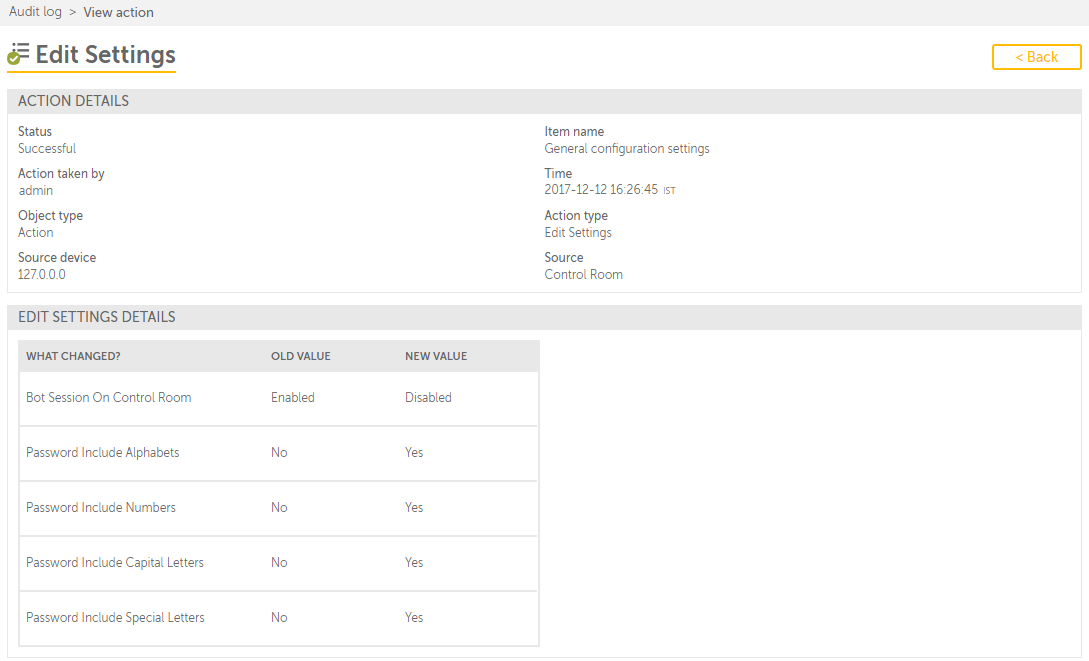 Audit log > View action
Edit Settings
< Back
ACTION DETAILS
Status
Successful
Item name
General configuration settings
Action taken by
admin
Time
2017-12-12 16:26:45 IST
Object type
Action
Action type
Edit Settings
Source device
127.0.0.0
Source
Control Room
EDIT SETTINGS DETAILS
WHAT CHANGED? OLD VALUE NEW VALUE
Bot Session On Control Room Enabled Disabled
Password Include Alphabets No Yes
Password Include Numbers No Yes
Password Include Capital Letters No Yes
Password Include Special Letters No Yes